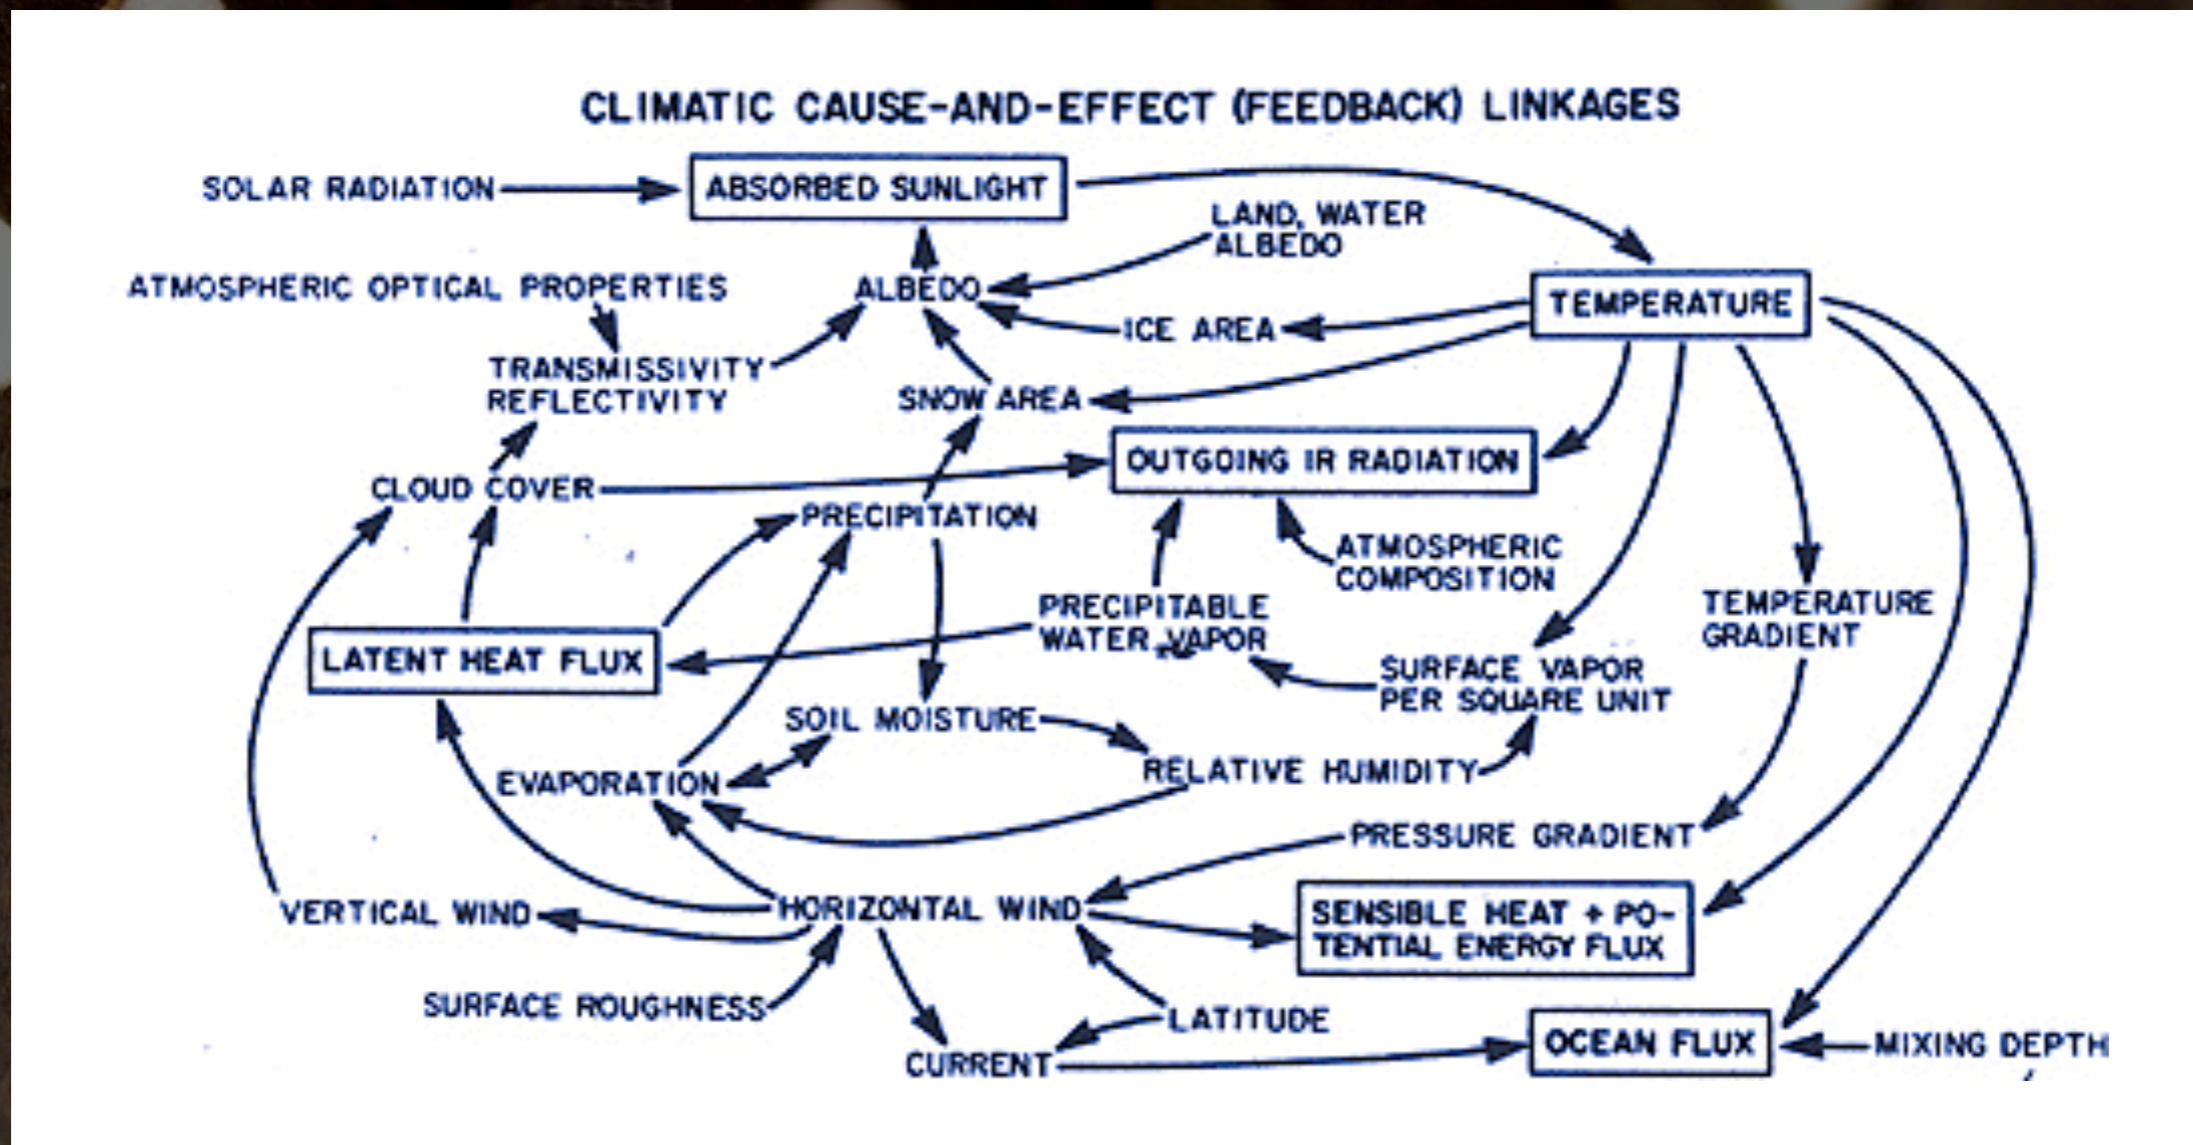 CLIMATIC CAUSE-AND-EFFECT (FEEDBACK) LINKAGES
SOLAR RADIATION
ABSORBED SUNLIGHT
LAND, WATER
ALBEDO
ATMOSPHERIC OPTICAL PROPERTIES
ALBEDO
TEMPERATURE
ICE AREA
TRANSMISSIVITY
REFLECTIVITY
SNOW AREA
OUTGOING IR RADIATION
CLOUD COVER
PRECIPITATION
ATMOSPHERIC
COMPOSITION
PRECIPITABLE
WATER VAPOR
TEMPERATURE
GRADIENT
LATENT HEAT FLUX
SURFACE VAPOR
PER SQUARE UNIT
SOIL MOISTURE
EVAPORATION
RELATIVE HUMIDITY
PRESSURE GRADIENT
VERTICAL WIND
HORIZONTAL WIND
SENSIBLE HEAT + PO-
TENTIAL ENERGY FLUX
SURFACE ROUGHNESS
LATITUDE
CURRENT
OCEAN FLUX
MIXING DEPTH